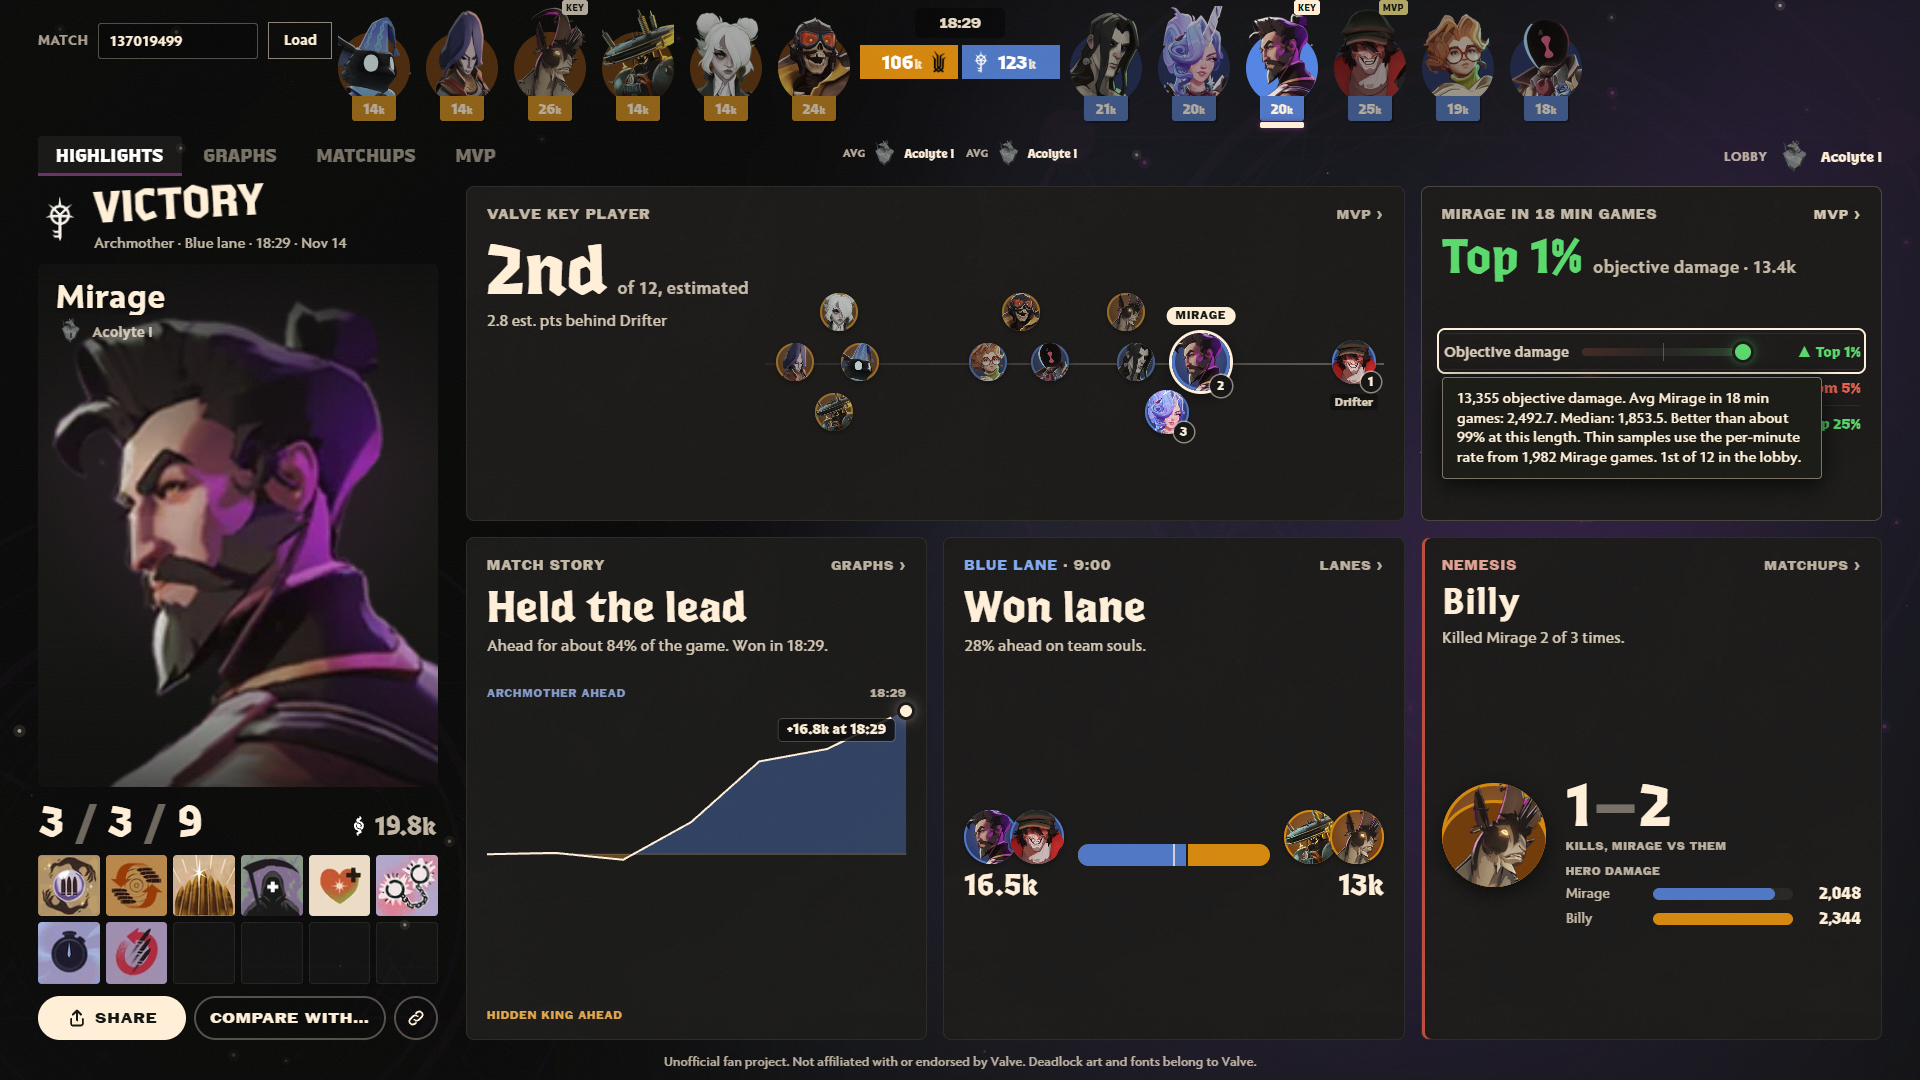 MATCH
137019499
Load
14k
14k
KEY
26k
14k
14k
24k
18:29
106k
123k
21k
20k
KEY
20k
MVP
25k
19k
18k
HIGHLIGHTS
GRAPHS
MATCHUPS
MVP
AVG Acolyte I
AVG Acolyte I
LOBBY Acolyte I
VICTORY
Archmother · Blue lane · 18:29 · Nov 14
Mirage
Acolyte I
3 / 3 / 9
19.8k
SHARE
COMPARE WITH...
VALVE KEY PLAYER
MVP ›
2nd of 12, estimated
2.8 est. pts behind Drifter
MIRAGE
2
3
1
Drifter
MIRAGE IN 18 MIN GAMES
MVP ›
Top 1% objective damage · 13.4k
Objective damage
▲ Top 1%
om 5%
p 25%
13,355 objective damage. Avg Mirage in 18 min
games: 2,492.7. Median: 1,853.5. Better than about
99% at this length. Thin samples use the per-minute
rate from 1,982 Mirage games. 1st of 12 in the lobby.
MATCH STORY
GRAPHS ›
Held the lead
Ahead for about 84% of the game. Won in 18:29.
ARCHMOTHER AHEAD
18:29
+16.8k at 18:29
HIDDEN KING AHEAD
BLUE LANE · 9:00
LANES ›
Won lane
28% ahead on team souls.
16.5k
13k
NEMESIS
MATCHUPS ›
Billy
Killed Mirage 2 of 3 times.
1—2
KILLS, MIRAGE VS THEM
HERO DAMAGE
Mirage 2,048
Billy 2,344
Unofficial fan project. Not affiliated with or endorsed by Valve. Deadlock art and fonts belong to Valve.